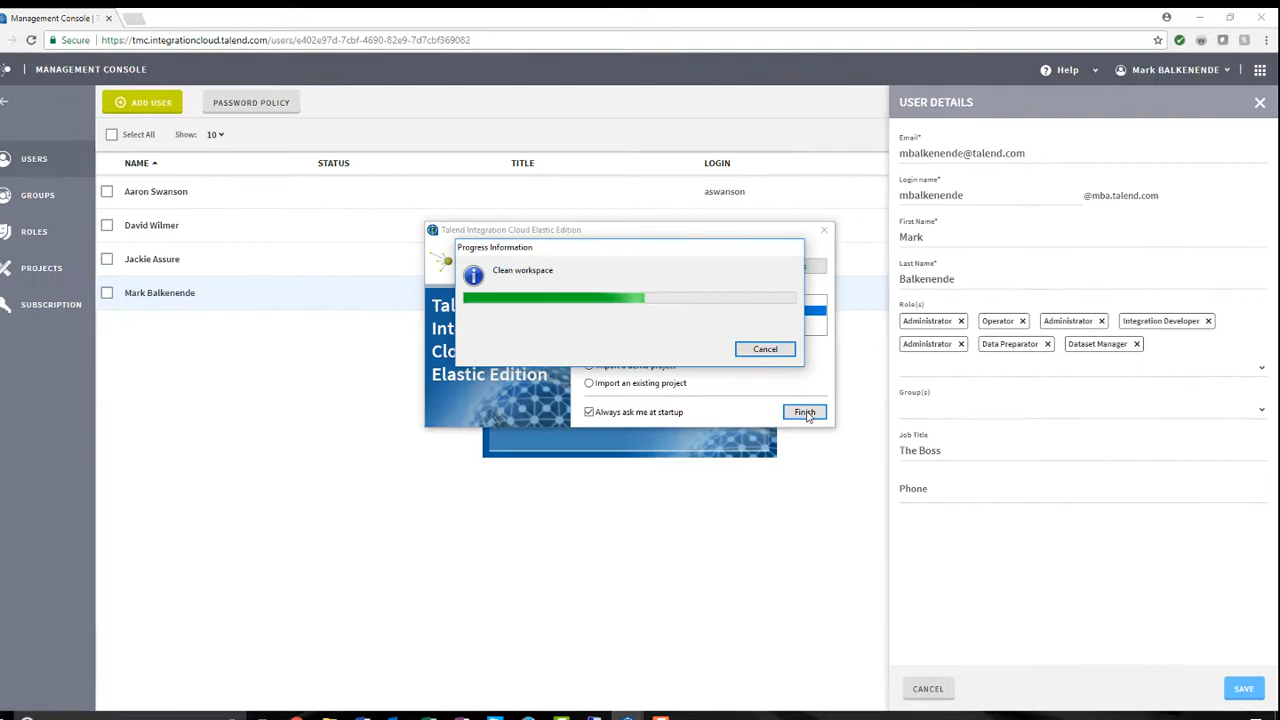 Management Console | T
Secure
https://tmc.integrationcloud.talend.com/users/e402e97d-7cbf-4690-82e9-7d7cbf369082
MANAGEMENT CONSOLE
Help
Mark BALKENENDE
ADD USER
PASSWORD POLICY
USER DETAILS
Select All
Show: 10
NAME
STATUS
TITLE
LOGIN
USERS
GROUPS
ROLES
PROJECTS
SUBSCRIPTION
Aaron Swanson
aswanson
David Wilmer
Jackie Assure
Mark Balkenende
Talend Integration Cloud Elastic Edition
Progress Information
Clean workspace
Cancel
Elastic Edition
Import a demo project
Import an existing project
Always ask me at startup
Finish
Email*
mbalkenende@talend.com
Login name*
mbalkenende
@mba.talend.com
First Name*
Mark
Last Name*
Balkenende
Role(s)
Administrator
Operator
Administrator
Integration Developer
Administrator
Data Preparator
Dataset Manager
Group(s)
Job Title
The Boss
Phone
CANCEL
SAVE